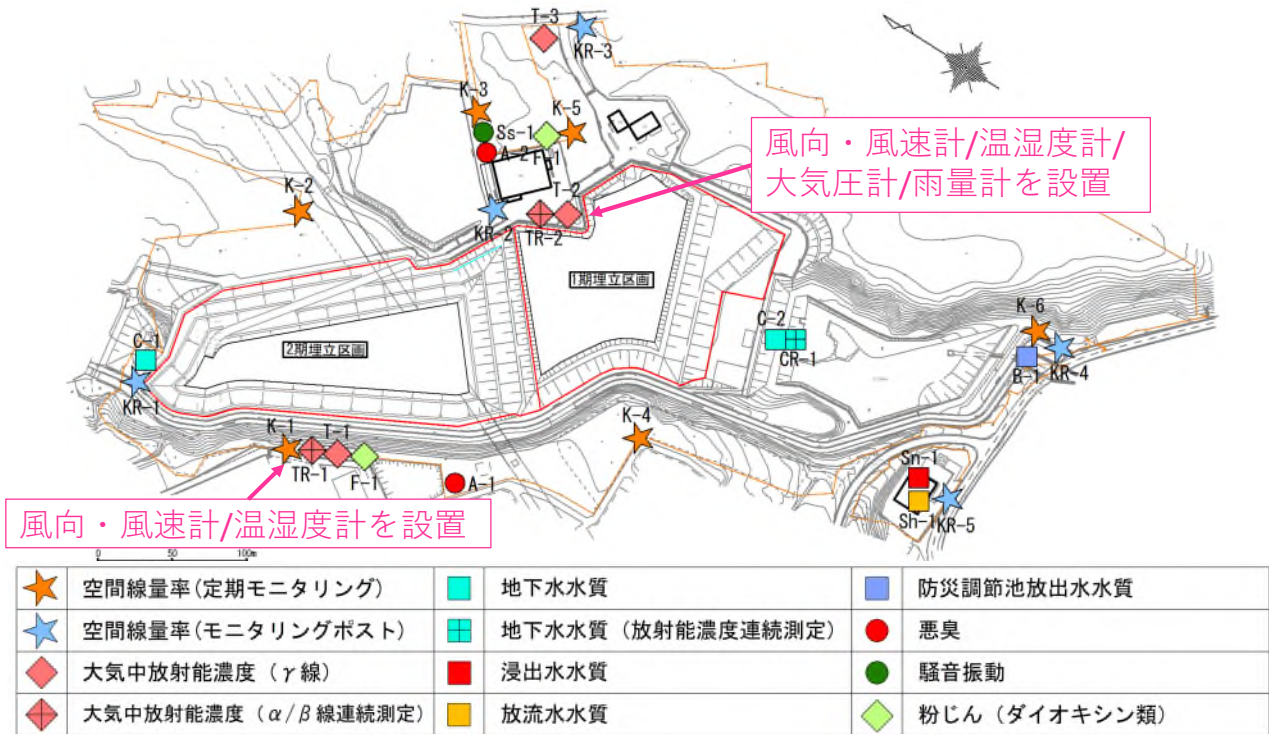 T-3
KR-3
K-3
K-5
Ss-1
A-2
F-1
風向・風速計/温湿度計/
大気圧計/雨量計を設置
K-2
T-2
KR-2
TR-2
1期埋立区画
C-2
K-6
C-1
2期埋立区画
CR-1
B-1
KR-4
KR-1
K-4
K-1
T-1
TR-1
F-1
A-1
Sn-1
Sh-1
KR-5
風向・風速計/温湿度計を設置
0 50 100m
空間線量率(定期モニタリング) 地下水水質 防災調節池放出水水質
空間線量率(モニタリングポスト) 地下水水質（放射能濃度連続測定） 悪臭
大気中放射能濃度（γ線） 浸出水水質 騒音振動
大気中放射能濃度（α/β線連続測定） 放流水水質 粉じん（ダイオキシン類）